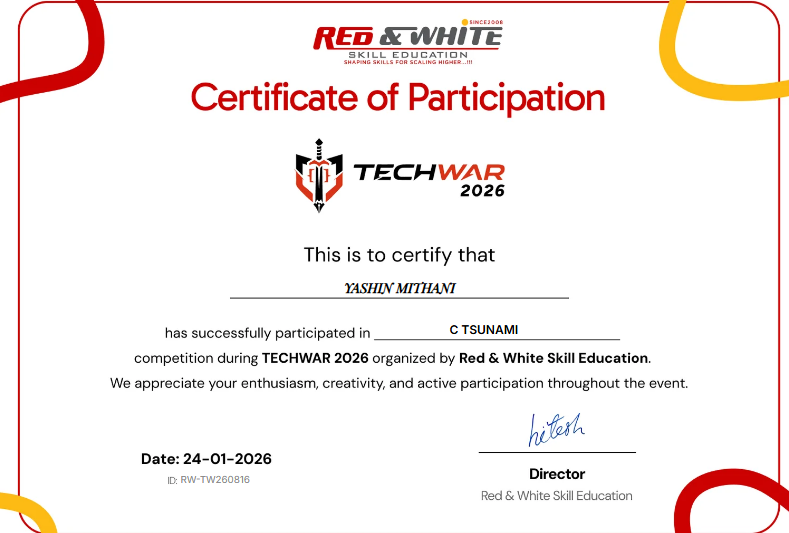 SINCE2008
RED & WHITE
SKILL EDUCATION
SHAPING SKILLS FOR SCALING HIGHER...!!!
Certificate of Participation
TECHWAR
2026
This is to certify that
YASHIN MITHANI
has successfully participated in C TSUNAMI
competition during TECHWAR 2026 organized by Red & White Skill Education.
We appreciate your enthusiasm, creativity, and active participation throughout the event.
hitesh
Date: 24-01-2026
ID: RW-TW260816
Director
Red & White Skill Education